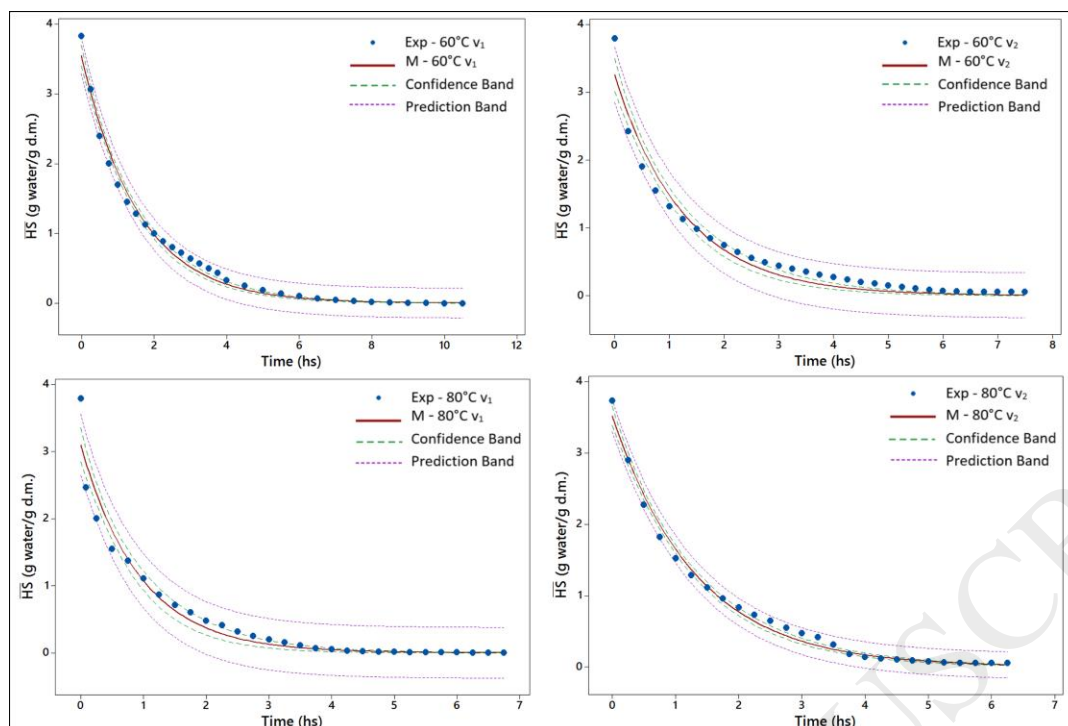 4
3
2
1
0
HS (g water/g d.m.)
Exp - 60°C v₁
M - 60°C v₁
Confidence Band
Prediction Band
0 2 4 6 8 10 12
Time (hs)
4
3
2
1
0
HS (g water/g d.m.)
Exp - 60°C v₂
M - 60°C v₂
Confidence Band
Prediction Band
0 1 2 3 4 5 6 7 8
Time (hs)
4
3
2
1
0
HS (g water/g d.m.)
Exp - 80°C v₁
M - 80°C v₁
Confidence Band
Prediction Band
0 1 2 3 4 5 6 7
Time (hs)
4
3
2
1
0
HS (g water/g d.m.)
Exp - 80°C v₂
M - 80°C v₂
Confidence Band
Prediction Band
0 1 2 3 4 5 6 7
Time (hs)